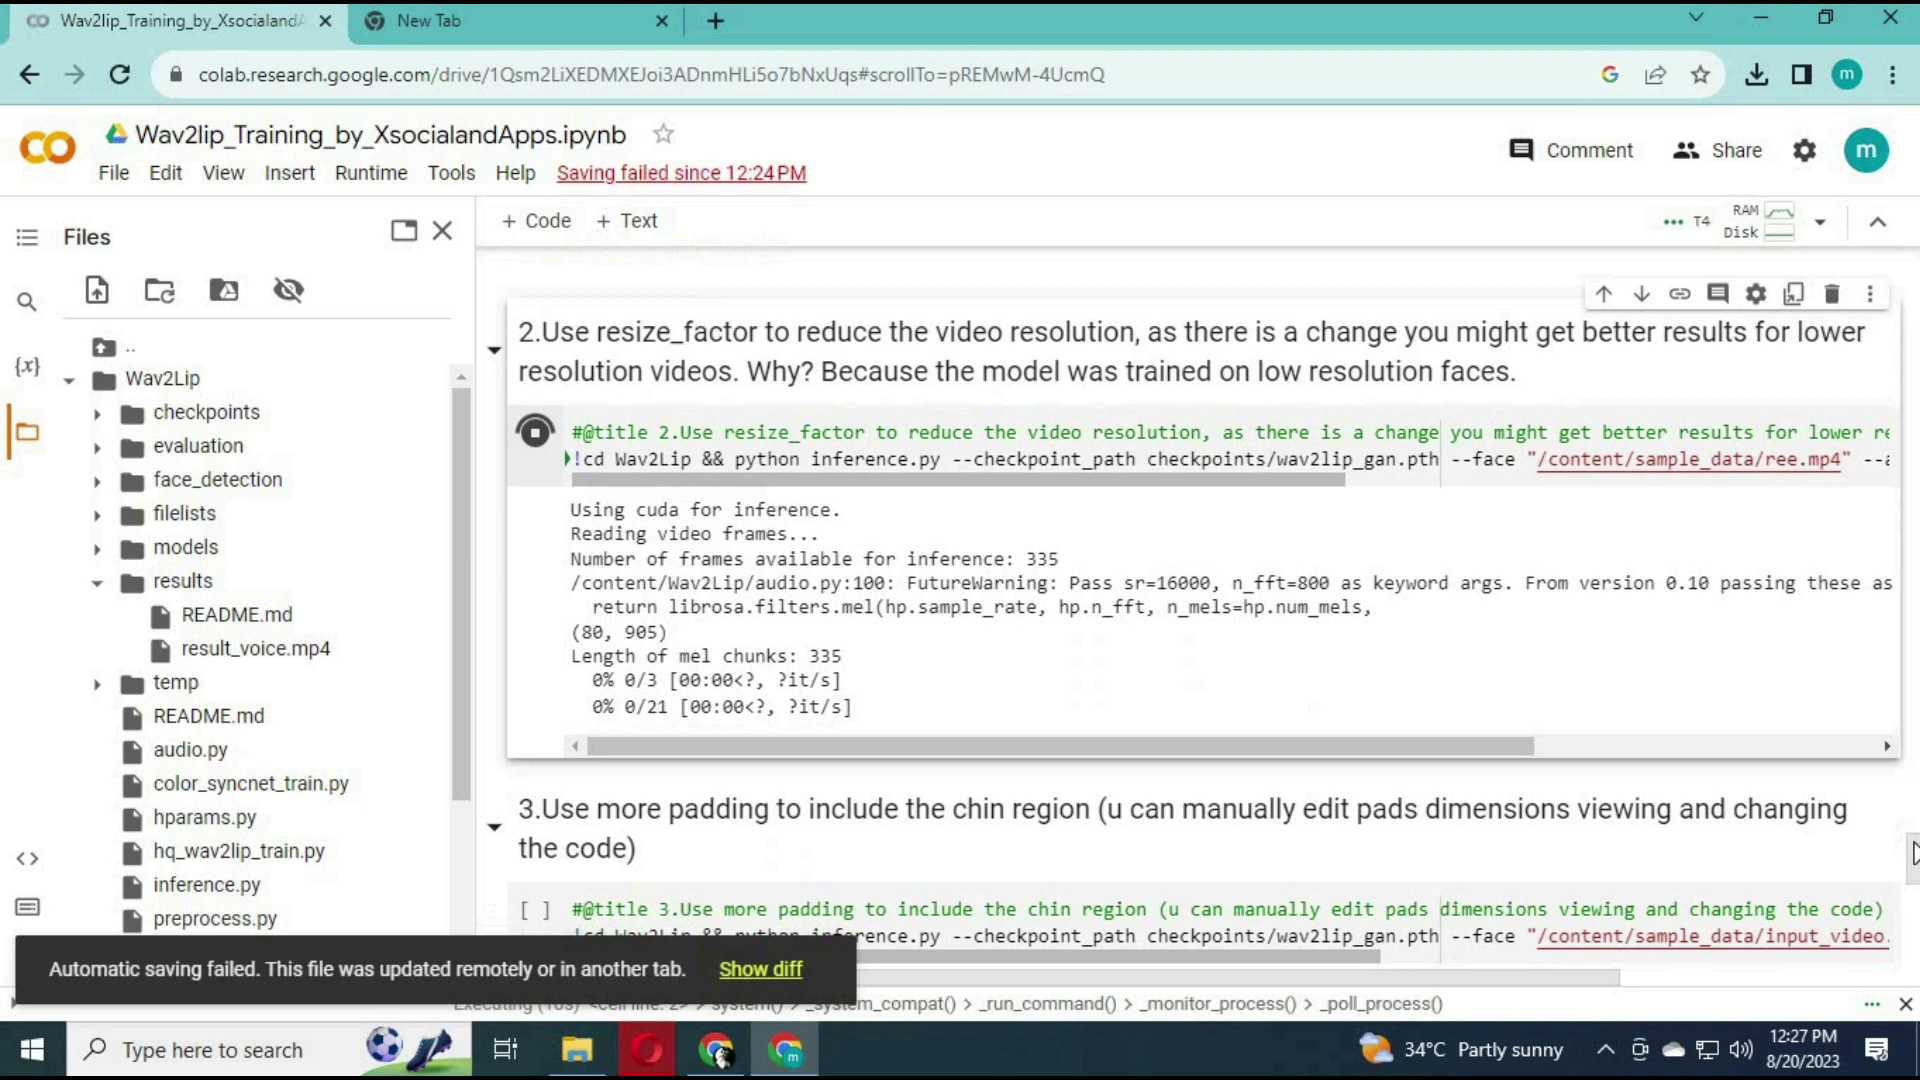 Wav2lip_Training_by_Xsocialand
New Tab
colab.research.google.com/drive/1Qsm2LiXEDMXEJoi3ADnmHLi5o7bNxUqs#scrollTo=pREMwM-4UcmQ
m
CO
Wav2lip_Training_by_XsocialandApps.ipynb
Comment
Share
m
File Edit View Insert Runtime Tools Help Saving failed since 12:24 PM
Files
+ Code + Text
T4
RAM
Disk
..
Wav2Lip
checkpoints
evaluation
face_detection
filelists
models
results
README.md
result_voice.mp4
temp
README.md
audio.py
color_syncnet_train.py
hparams.py
hq_wav2lip_train.py
inference.py
preprocess.py
{x}
2.Use resize_factor to reduce the video resolution, as there is a change you might get better results for lower
resolution videos. Why? Because the model was trained on low resolution faces.
#@title 2.Use resize_factor to reduce the video resolution, as there is a change you might get better results for lower re
!cd Wav2Lip && python inference.py --checkpoint_path checkpoints/wav2lip_gan.pth --face "/content/sample_data/ree.mp4" --a
Using cuda for inference.
Reading video frames...
Number of frames available for inference: 335
/content/Wav2Lip/audio.py:100: FutureWarning: Pass sr=16000, n_fft=800 as keyword args. From version 0.10 passing these as
return librosa.filters.mel(hp.sample_rate, hp.n_fft, n_mels=hp.num_mels,
(80, 905)
Length of mel chunks: 335
0% 0/3 [00:00<?, ?it/s]
0% 0/21 [00:00<?, ?it/s]
3.Use more padding to include the chin region (u can manually edit pads dimensions viewing and changing
the code)
[ ] #@title 3.Use more padding to include the chin region (u can manually edit pads dimensions viewing and changing the code)
!cd Wav2Lip && python inference.py --checkpoint_path checkpoints/wav2lip_gan.pth --face "/content/sample_data/input_video.
Automatic saving failed. This file was updated remotely or in another tab. Show diff
_system_compat() > _run_command() > _monitor_process() > _poll_process()
Type here to search
34°C Partly sunny
12:27 PM
8/20/2023